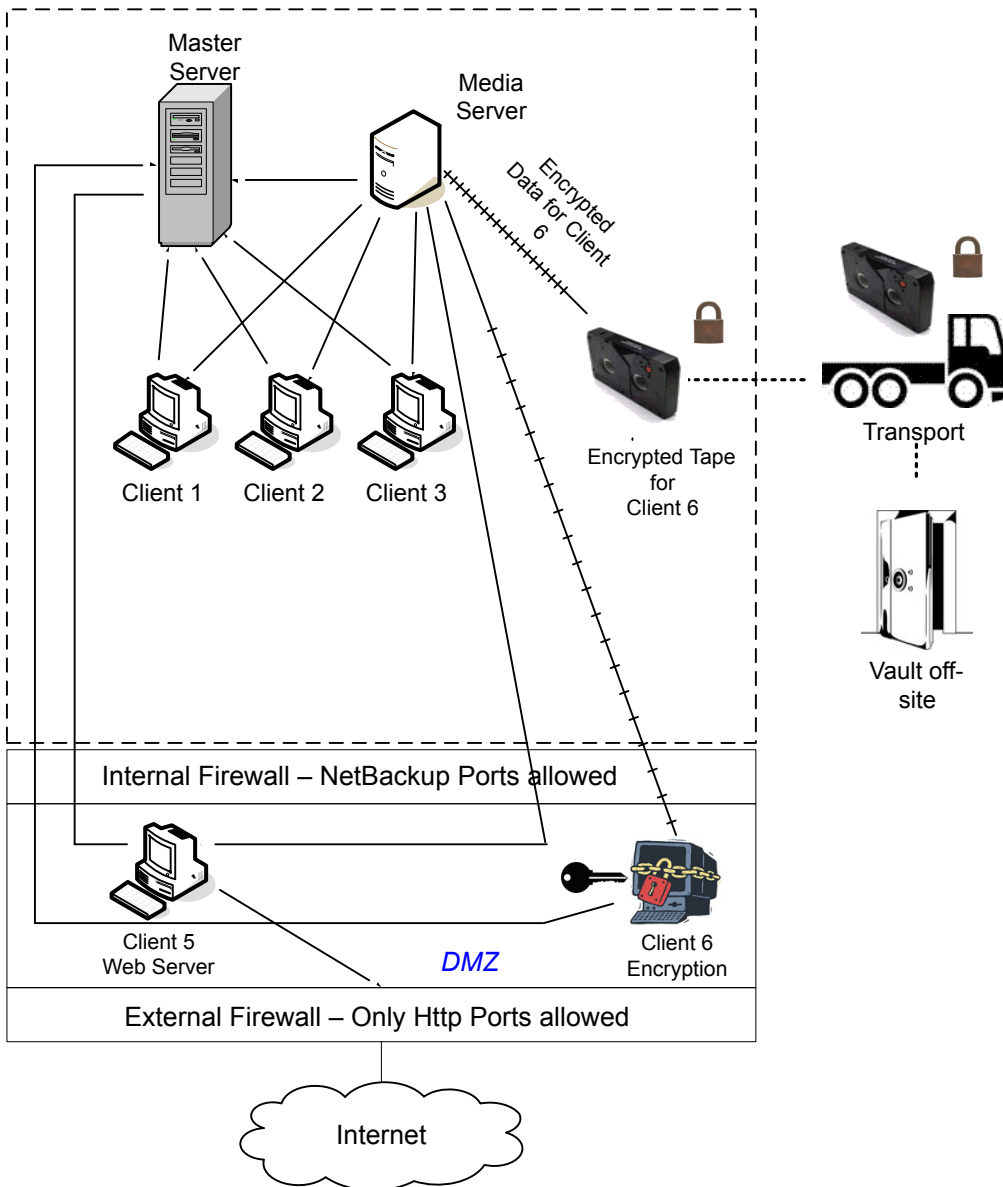 Master
Server
Media
Server
Encrypted
Data for Client
6
Client 1
Client 2
Client 3
Encrypted Tape
for
Client 6
Transport
Vault off-
site
Internal Firewall – NetBackup Ports allowed
Client 5
Web Server
DMZ
Client 6
Encryption
External Firewall – Only Http Ports allowed
Internet